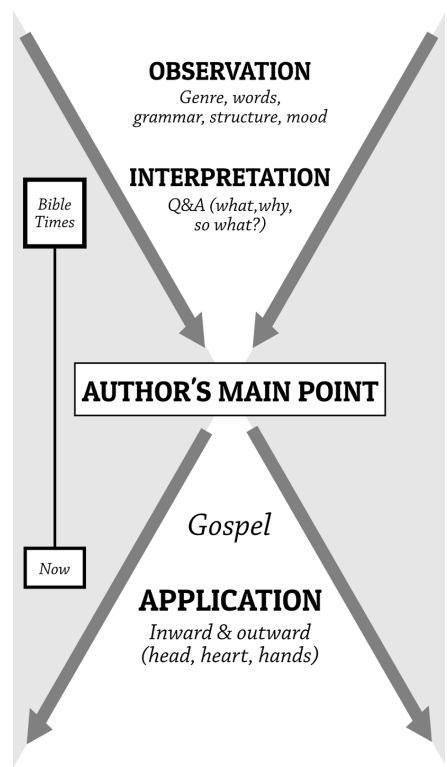 OBSERVATION
Genre, words,
grammar, structure, mood
INTERPRETATION
Q&A (what,why,
so what?)
Bible
Times
AUTHOR'S MAIN POINT
Gospel
Now
APPLICATION
Inward & outward
(head, heart, hands)